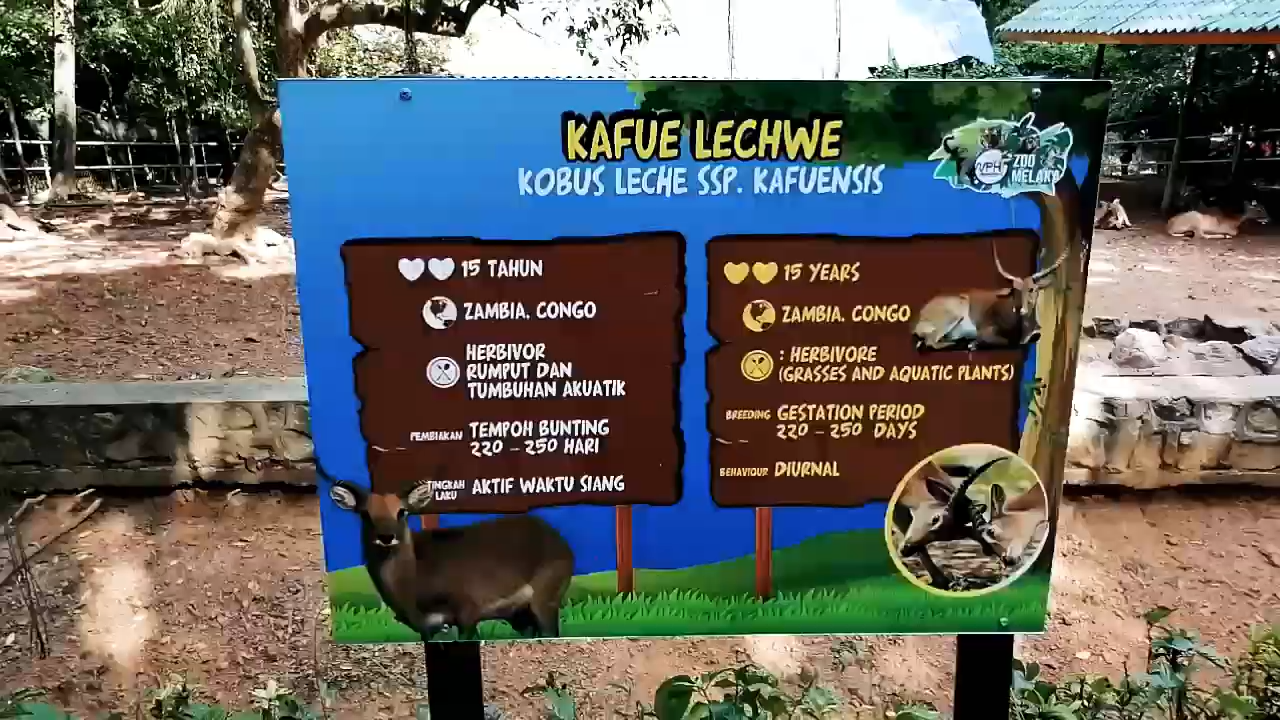 KAFUE LECHWE
KOBUS LECHE SSP. KAFUENSIS
VPH
ZOO
MELAKA
15 TAHUN
ZAMBIA, CONGO
HERBIVOR
RUMPUT DAN
TUMBUHAN AKUATIK
PEMBIAKAN TEMPOH BUNTING
220 - 250 HARI
TINGKAH
LAKU AKTIF WAKTU SIANG
15 YEARS
ZAMBIA, CONGO
: HERBIVORE
(GRASSES AND AQUATIC PLANTS)
BREEDING GESTATION PERIOD
220 - 250 DAYS
BEHAVIOUR DIURNAL